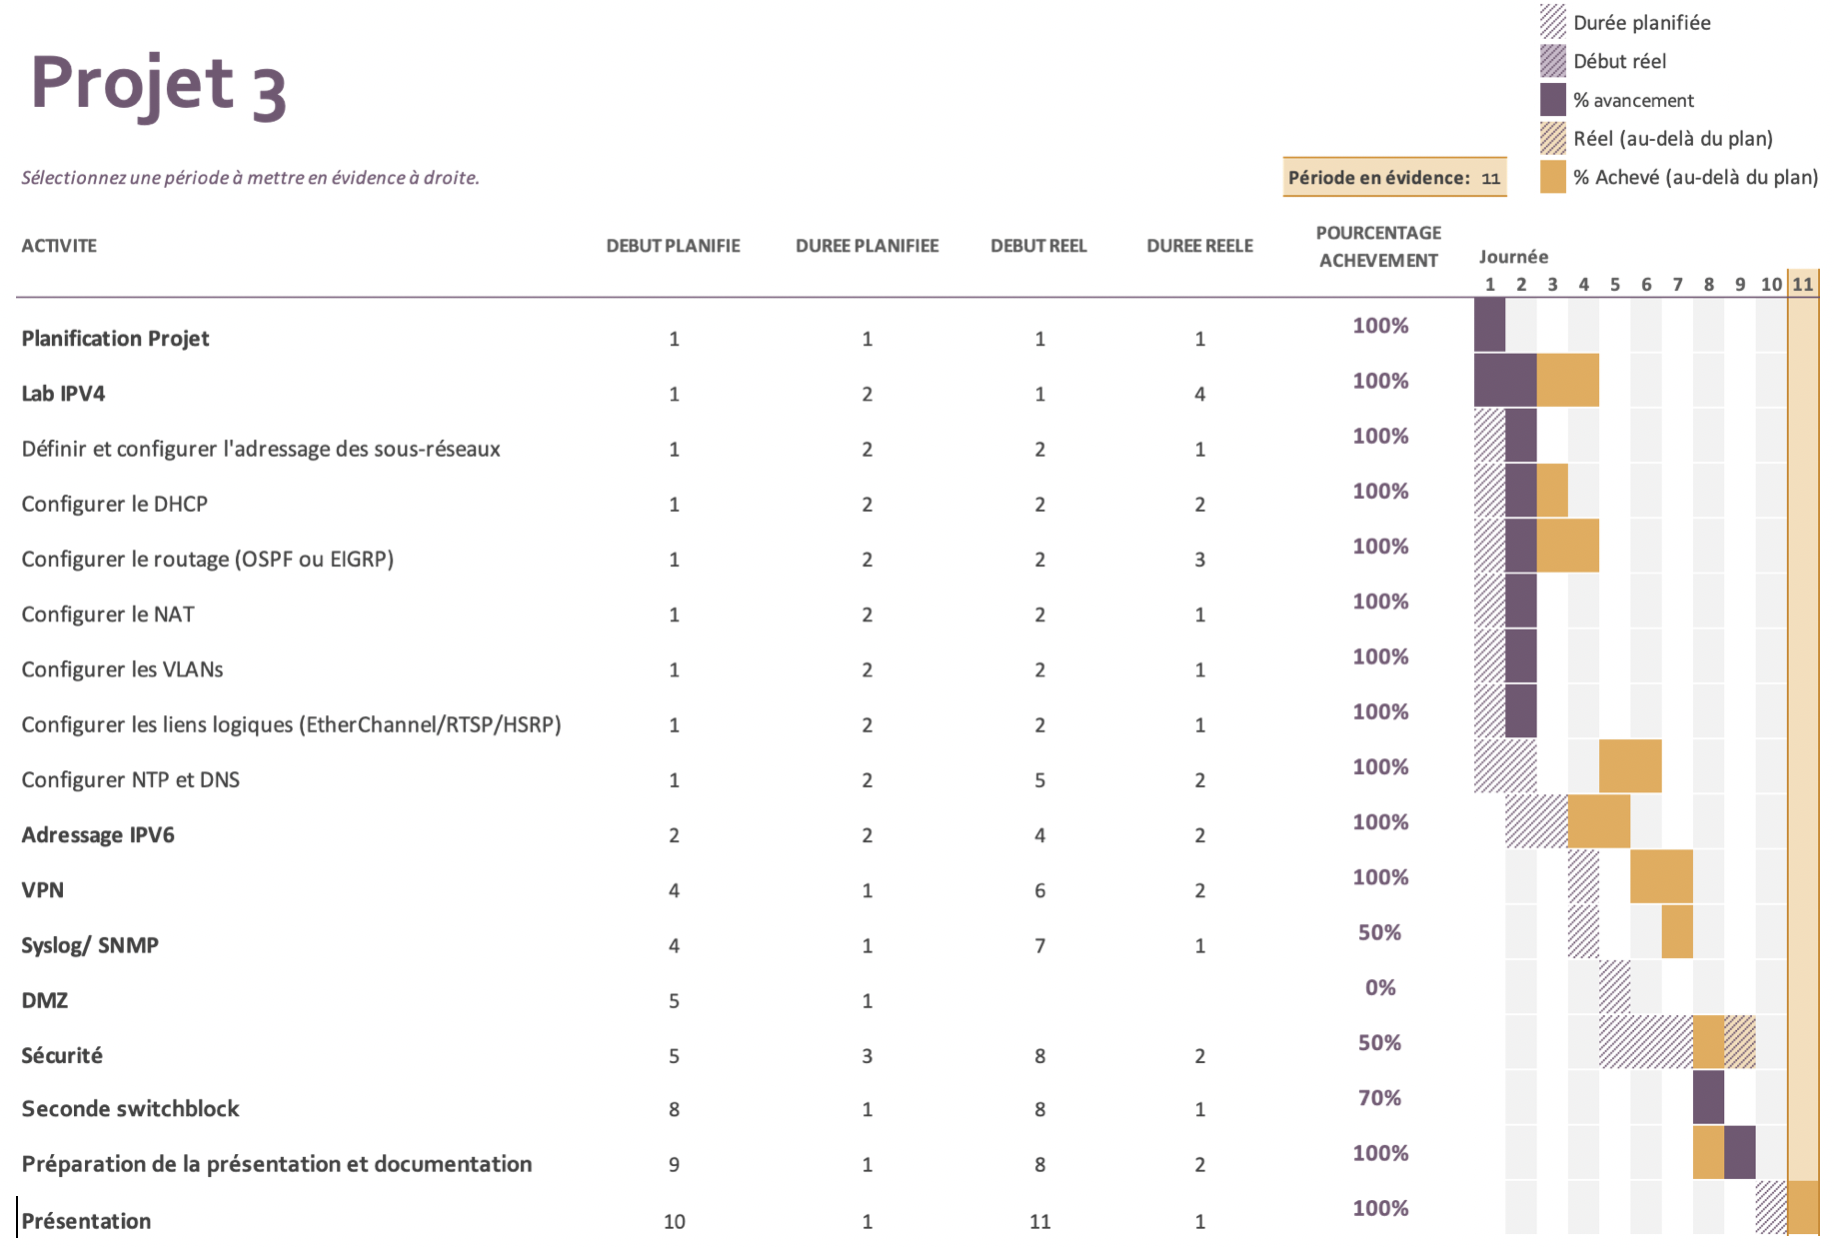 Durée planifiée
Début réel
% avancement
Réel (au-delà du plan)
% Achevé (au-delà du plan)
Projet 3
Sélectionnez une période à mettre en évidence à droite.
Période en évidence: 11
ACTIVITE DEBUT PLANIFIE DUREE PLANIFIEE DEBUT REEL DUREE REELE POURCENTAGE ACHEVEMENT Journée
1 2 3 4 5 6 7 8 9 10 11
Planification Projet 1 1 1 1 100%
Lab IPV4 1 2 1 4 100%
Définir et configurer l'adressage des sous-réseaux 1 2 2 1 100%
Configurer le DHCP 1 2 2 2 100%
Configurer le routage (OSPF ou EIGRP) 1 2 2 3 100%
Configurer le NAT 1 2 2 1 100%
Configurer les VLANs 1 2 2 1 100%
Configurer les liens logiques (EtherChannel/RTSP/HSRP) 1 2 2 1 100%
Configurer NTP et DNS 1 2 5 2 100%
Adressage IPV6 2 2 4 2 100%
VPN 4 1 6 2 100%
Syslog/ SNMP 4 1 7 1 50%
DMZ 5 1 0%
Sécurité 5 3 8 2 50%
Seconde switchblock 8 1 8 1 70%
Préparation de la présentation et documentation 9 1 8 2 100%
Présentation 10 1 11 1 100%